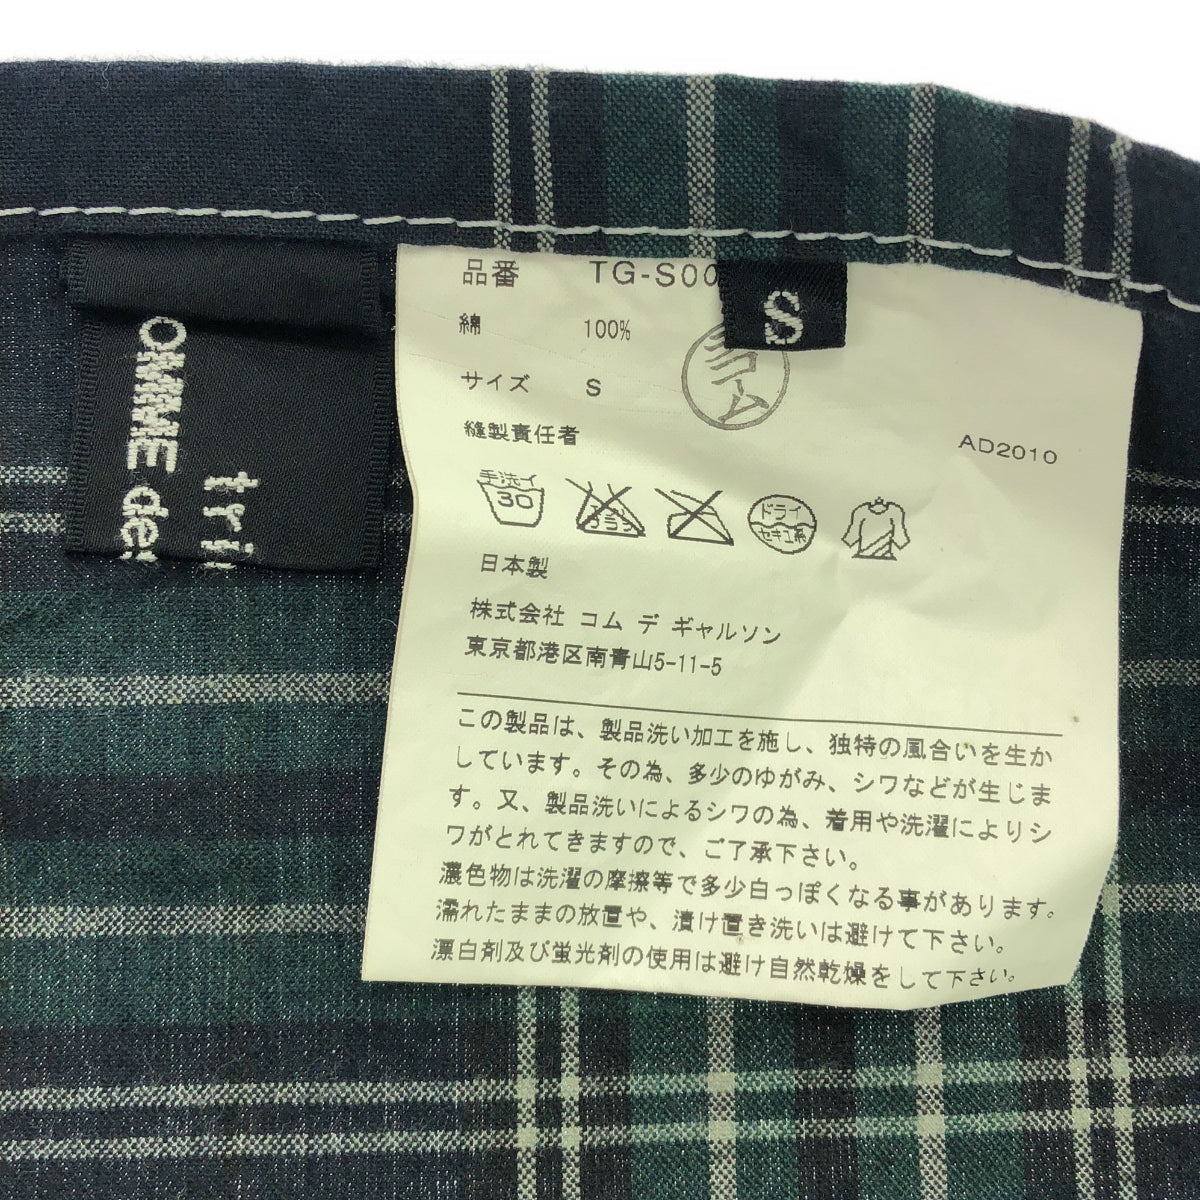 品番 TG-S00
S
綿 100%
サイズ S
縫製責任者
コム
AD2010
手洗イ
30
ドライ
セキユ系
日本製
株式会社 コム デ ギャルソン
東京都港区南青山5-11-5
この製品は、製品洗い加工を施し、独特の風合いを生か
しています。その為、多少のゆがみ、シワなどが生じま
す。又、製品洗いによるシワの為、着用や洗濯によりシ
ワがとれてきますので、ご了承下さい。
濃色物は洗濯の摩擦等で多少白っぽくなる事があります。
濡れたままの放置や、漬け置き洗いは避けて下さい。
漂白剤及び蛍光剤の使用は避け自然乾燥をして下さい。
OMME de
tri